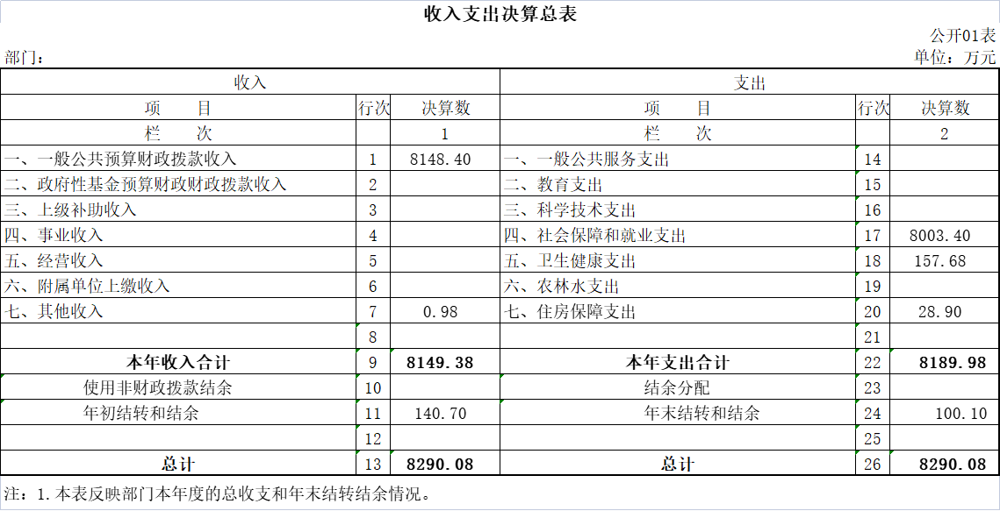 收入支出决算总表
公开01表
部门： 单位：万元
收入 支出
项 目 行次 决算数 项 目 行次 决算数
栏 次 1 栏 次 2
一、一般公共预算财政拨款收入 1 8148.40 一、一般公共服务支出 14
二、政府性基金预算财政财政拨款收入 2 二、教育支出 15
三、上级补助收入 3 三、科学技术支出 16
四、事业收入 4 四、社会保障和就业支出 17 8003.40
五、经营收入 5 五、卫生健康支出 18 157.68
六、附属单位上缴收入 6 六、农林水支出 19
七、其他收入 7 0.98 七、住房保障支出 20 28.90
8 21
本年收入合计 9 8149.38 本年支出合计 22 8189.98
使用非财政拨款结余 10 结余分配 23
年初结转和结余 11 140.70 年末结转和结余 24 100.10
12 25
总计 13 8290.08 总计 26 8290.08
注：1.本表反映部门本年度的总收支和年末结转结余情况。